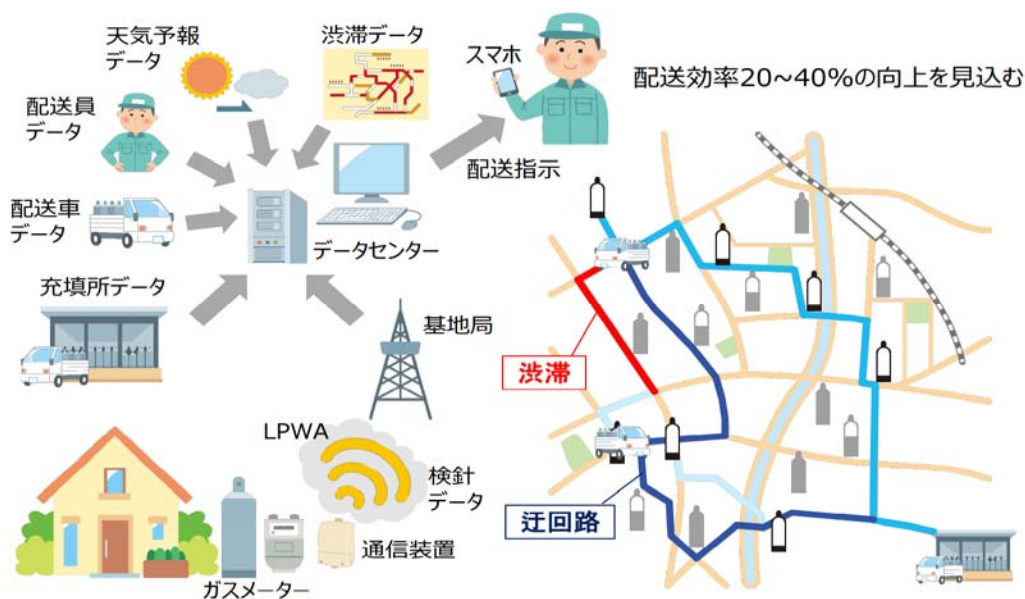 天気予報
データ
渋滞データ
スマホ
配送効率20~40%の向上を見込む
配送員
データ
配送指示
配送車
データ
データセンター
充填所データ
基地局
渋滞
LPWA
検針
データ
迂回路
通信装置
ガスメーター